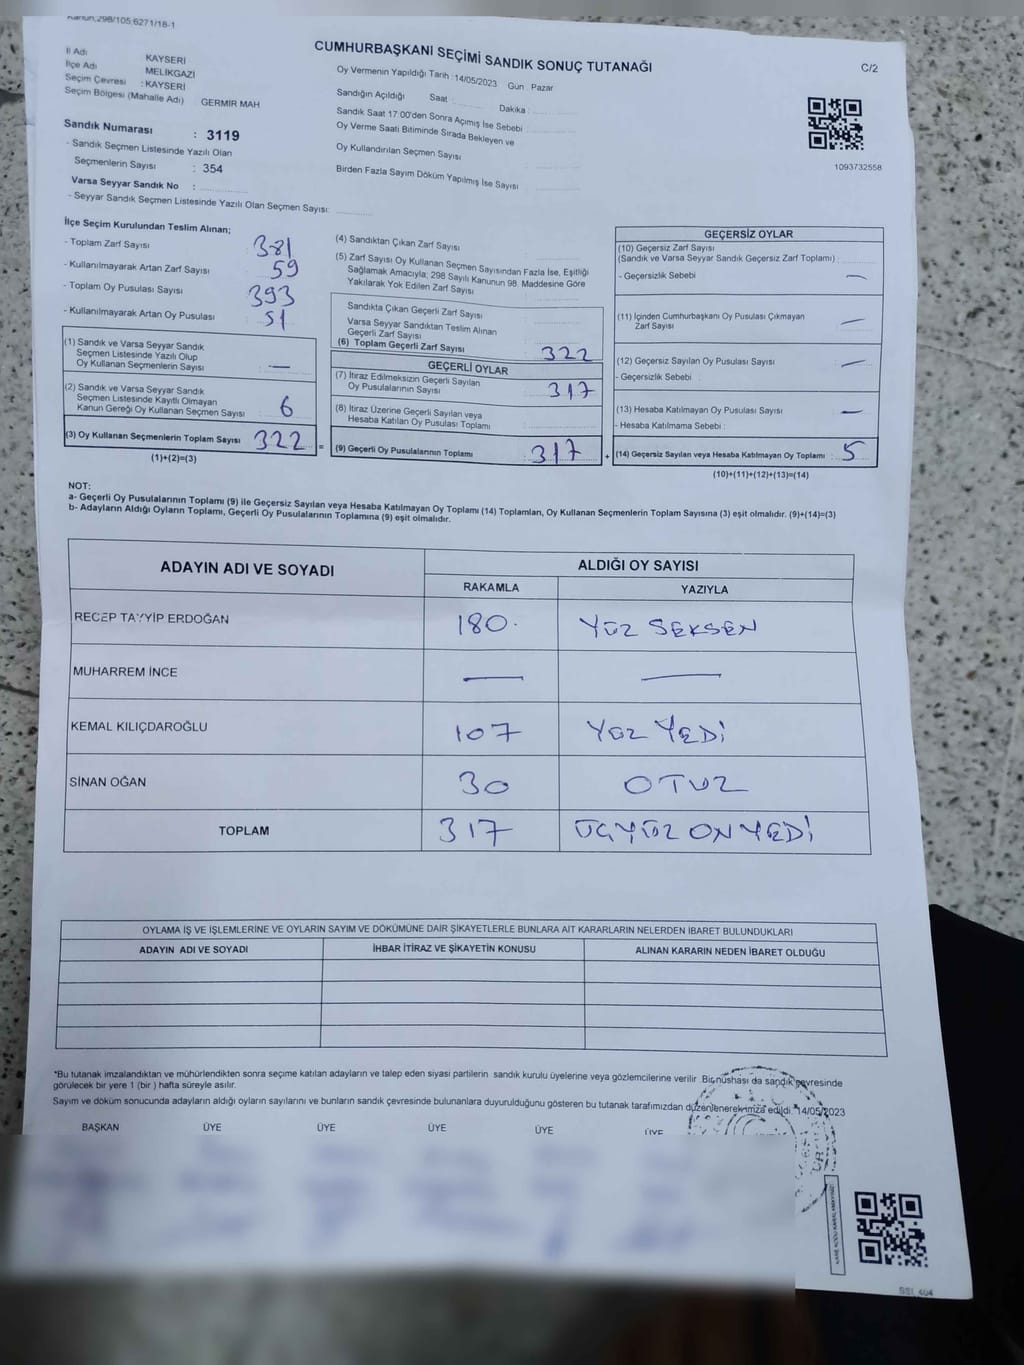 Kanun;298/105,6271/18-1
CUMHURBAŞKANI SEÇİMİ SANDIK SONUÇ TUTANAĞI
C/2
İl Adı KAYSERİ
İlçe Adı MELİKGAZİ
Seçim Çevresi : KAYSERİ
Seçim Bölgesi (Mahalle Adı) GERMİR MAH
Sandık Numarası : 3119
- Sandık Seçmen Listesinde Yazılı Olan
Seçmenlerin Sayısı : 354
Varsa Seyyar Sandık No :
- Seyyar Sandık Seçmen Listesinde Yazılı Olan Seçmen Sayısı:
Oy Vermenin Yapıldığı Tarih : 14/05/2023 Gün : Pazar
Sandığın Açıldığı Saat : Dakika :
Sandık Saat 17:00'den Sonra Açımış İse Sebebi
Oy Verme Saati Bitiminde Sırada Bekleyen ve
Oy Kullandırılan Seçmen Sayısı
Birden Fazla Sayım Döküm Yapılmış İse Sayısı
1093732558
İlçe Seçim Kurulundan Teslim Alınan;
- Toplam Zarf Sayısı 381
- Kullanılmayarak Artan Zarf Sayısı 59
- Toplam Oy Pusulası Sayısı 393
- Kullanılmayarak Artan Oy Pusulası 51
(1) Sandık ve Varsa Seyyar Sandık
Seçmen Listesinde Yazılı Olup
Oy Kullanan Seçmenlerin Sayısı : —
(2) Sandık ve Varsa Seyyar Sandık
Seçmen Listesinde Kayıtlı Olmayan
Kanun Gereği Oy Kullanan Seçmen Sayısı : 6
(3) Oy Kullanan Seçmenlerin Toplam Sayısı 322 =
(1)+(2)=(3)
(4) Sandıktan Çıkan Zarf Sayısı
(5) Zarf Sayısı Oy Kullanan Seçmen Sayısından Fazla İse, Eşitliği
Sağlamak Amacıyla; 298 Sayılı Kanunun 98. Maddesine Göre
Yakılarak Yok Edilen Zarf Sayısı
Sandıkta Çıkan Geçerli Zarf Sayısı
Varsa Seyyar Sandıktan Teslim Alınan
Geçerli Zarf Sayısı
(6) Toplam Geçerli Zarf Sayısı 322
GEÇERLİ OYLAR
(7) İtiraz Edilmeksizin Geçerli Sayılan
Oy Pusulalarının Sayısı 317
(8) İtiraz Üzerine Geçerli Sayılan veya
Hesaba Katılan Oy Pusulası Toplamı
(9) Geçerli Oy Pusulalarının Toplamı 317 +
GEÇERSİZ OYLAR
(10) Geçersiz Zarf Sayısı
(Sandık ve Varsa Seyyar Sandık Geçersiz Zarf Toplamı)
- Geçersizlik Sebebi —
(11) İçinden Cumhurbaşkanı Oy Pusulası Çıkmayan
Zarf Sayısı —
(12) Geçersiz Sayılan Oy Pusulası Sayısı —
- Geçersizlik Sebebi :
(13) Hesaba Katılmayan Oy Pusulası Sayısı —
- Hesaba Katılmama Sebebi :
(14) Geçersiz Sayılan veya Hesaba Katılmayan Oy Toplamı : 5
(10)+(11)+(12)+(13)=(14)
NOT:
a- Geçerli Oy Pusulalarının Toplamı (9) ile Geçersiz Sayılan veya Hesaba Katılmayan Oy Toplamı (14) Toplamları, Oy Kullanan Seçmenlerin Toplam Sayısına (3) eşit olmalıdır. (9)+(14)=(3)
b- Adayların Aldığı Oyların Toplamı, Geçerli Oy Pusulalarının Toplamına (9) eşit olmalıdır.
ADAYIN ADI VE SOYADI ALDIĞI OY SAYISI
RAKAMLA YAZIYLA
RECEP TAYYİP ERDOĞAN 180 YÜZ SEKSEN
MUHARREM İNCE — —
KEMAL KILIÇDAROĞLU 107 YÜZ YEDİ
SİNAN OĞAN 30 OTUZ
TOPLAM 317 ÜÇYÜZ ONYEDİ
OYLAMA İŞ VE İŞLEMLERİNE VE OYLARIN SAYIM VE DÖKÜMÜNE DAİR ŞİKAYETLERLE BUNLARA AİT KARARLARIN NELERDEN İBARET BULUNDUKLARI
ADAYIN ADI VE SOYADI İHBAR İTİRAZ VE ŞİKAYETİN KONUSU ALINAN KARARIN NEDEN İBARET OLDUĞU
*Bu tutanak imzalandıktan ve mühürlendikten sonra seçime katılan adayların ve talep eden siyasi partilerin sandık kurulu üyelerine veya gözlemcilerine verilir. Bir nüshası da sandık çevresinde
görülecek bir yere 1 (bir ) hafta süreyle asılır.
Sayım ve döküm sonucunda adayların aldığı oyların sayılarını ve bunların sandık çevresinde bulunanlara duyurulduğunu gösteren bu tutanak tarafımızdan düzenlenerek imza edildi. 14/05/2023
BAŞKAN ÜYE ÜYE ÜYE ÜYE ÜYE